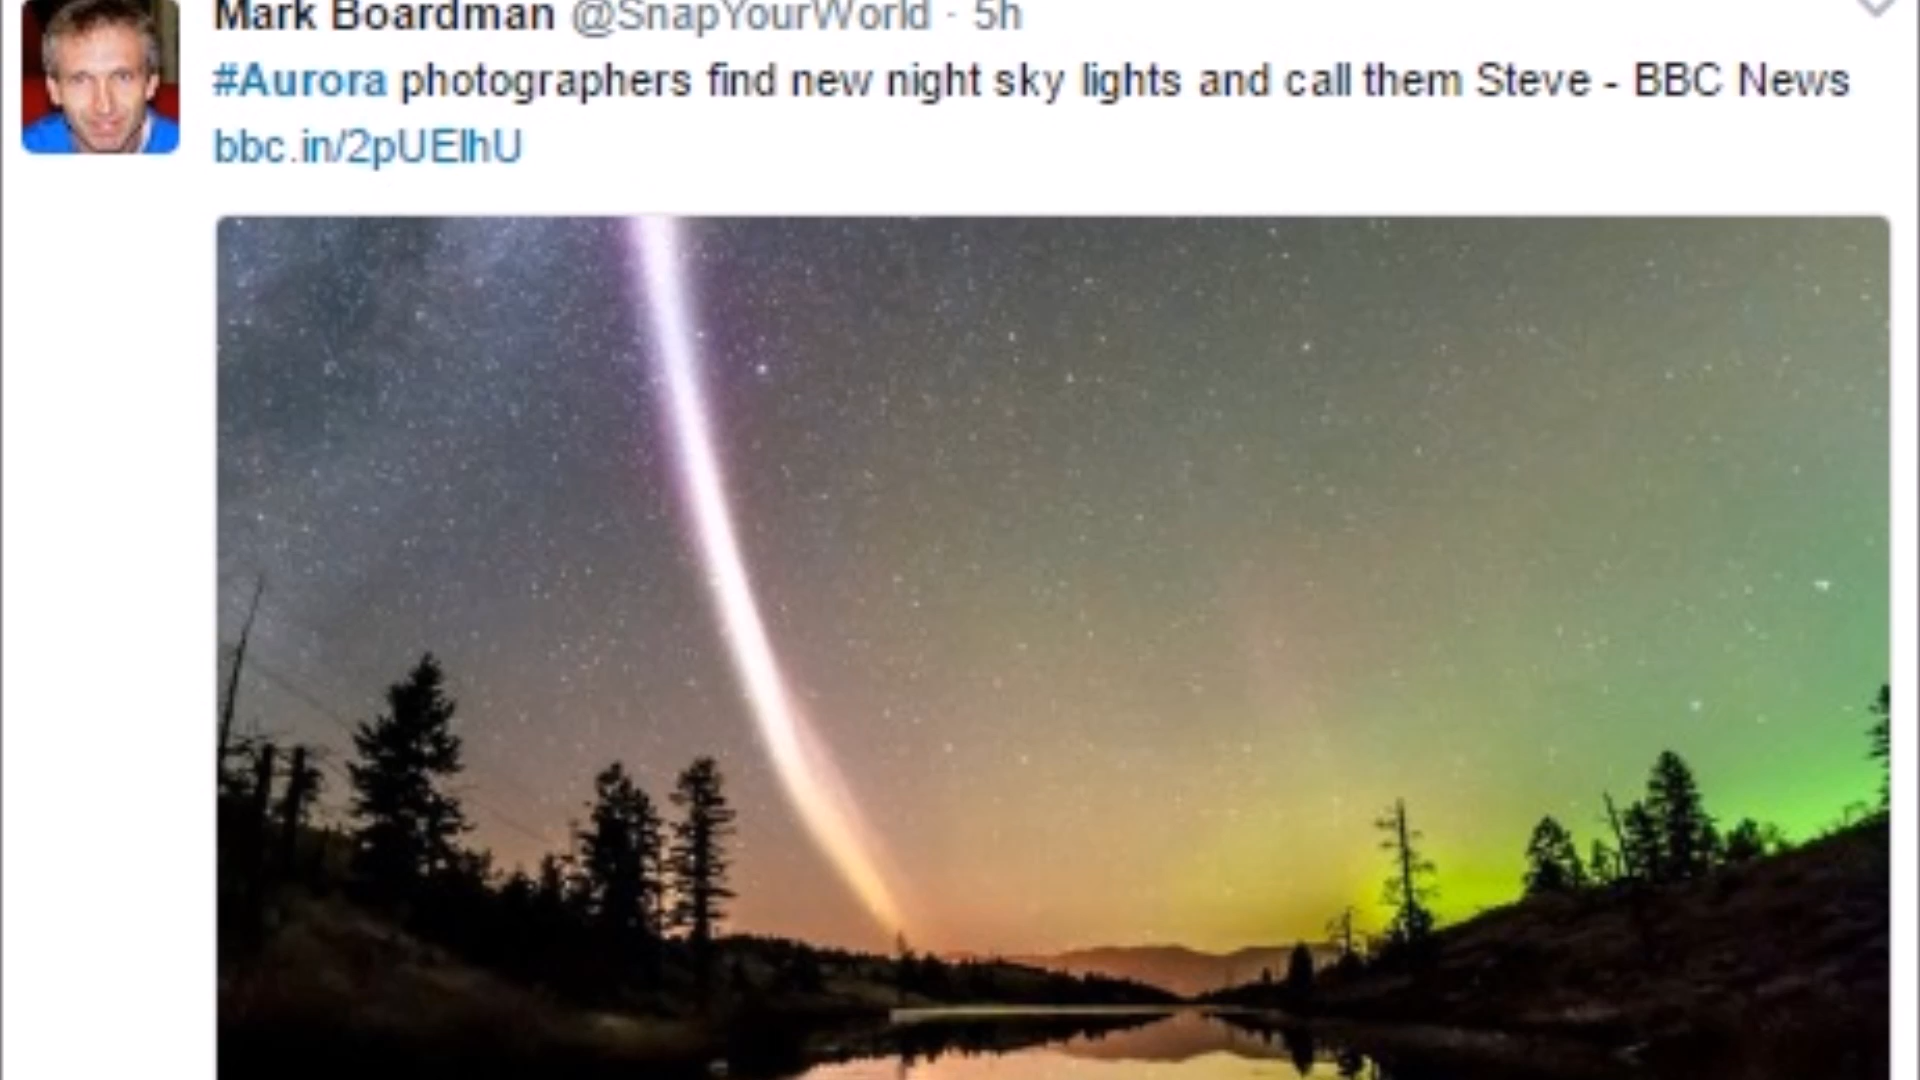 Mark Boardman @SnapYourWorld · 5h
#Aurora photographers find new night sky lights and call them Steve - BBC News
bbc.in/2pUElhU